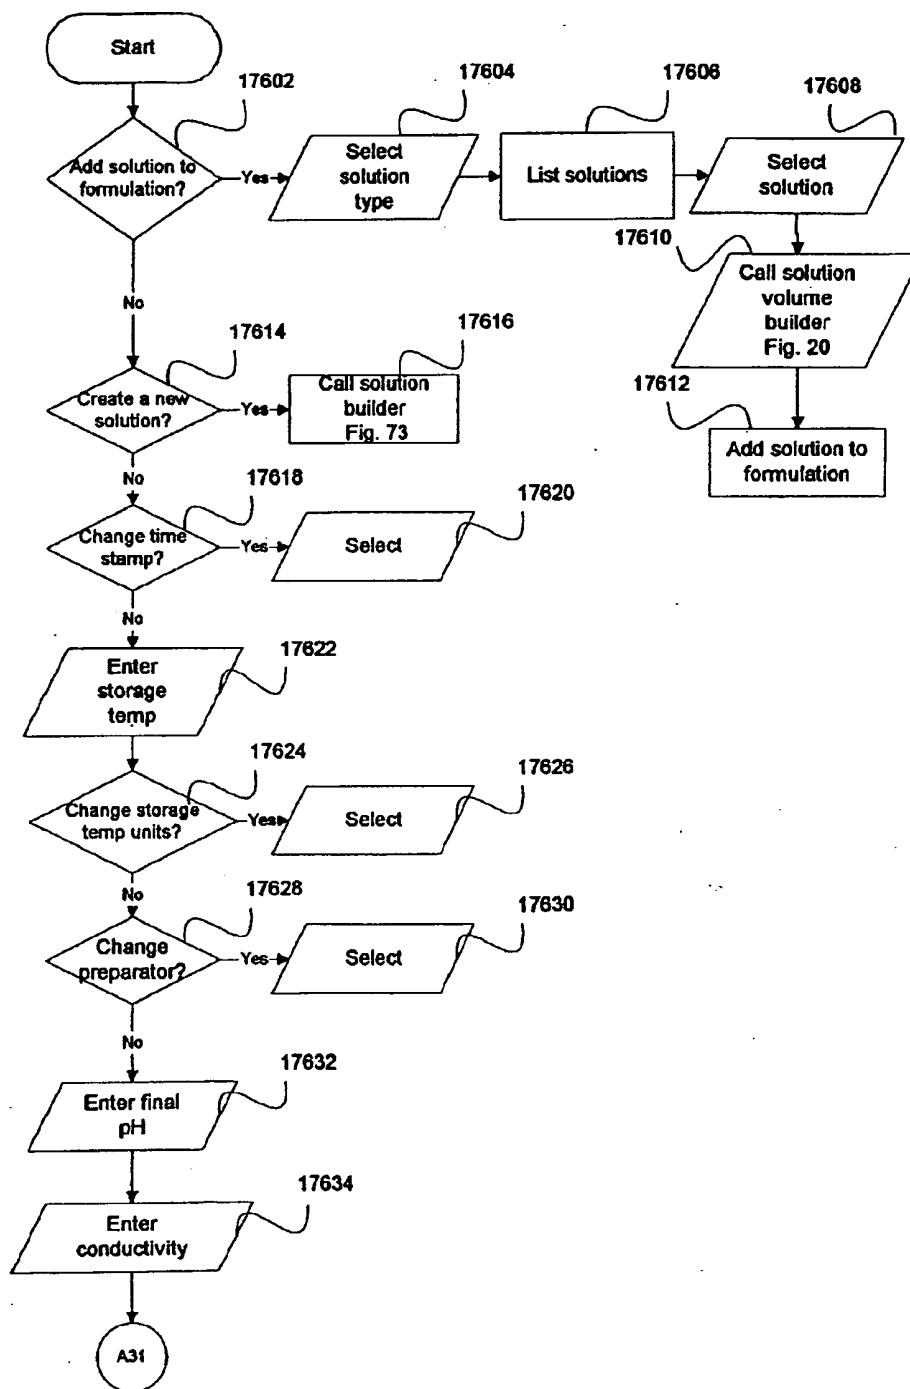 Start
17602
17604
17606
17608
Add solution to
formulation?
Yes
Select
solution
type
List solutions
Select
solution
17610
Call solution
volume
builder
Fig. 20
No
17612
Add solution to
formulation
17614
17616
Create a new
solution?
Yes
Call solution
builder
Fig. 73
No
17618
17620
Change time
stamp?
Yes
Select
No
17622
Enter
storage
temp
17624
17626
Change storage
temp units?
Yes
Select
No
17628
17630
Change
preparator?
Yes
Select
No
17632
Enter final
pH
17634
Enter
conductivity
A31